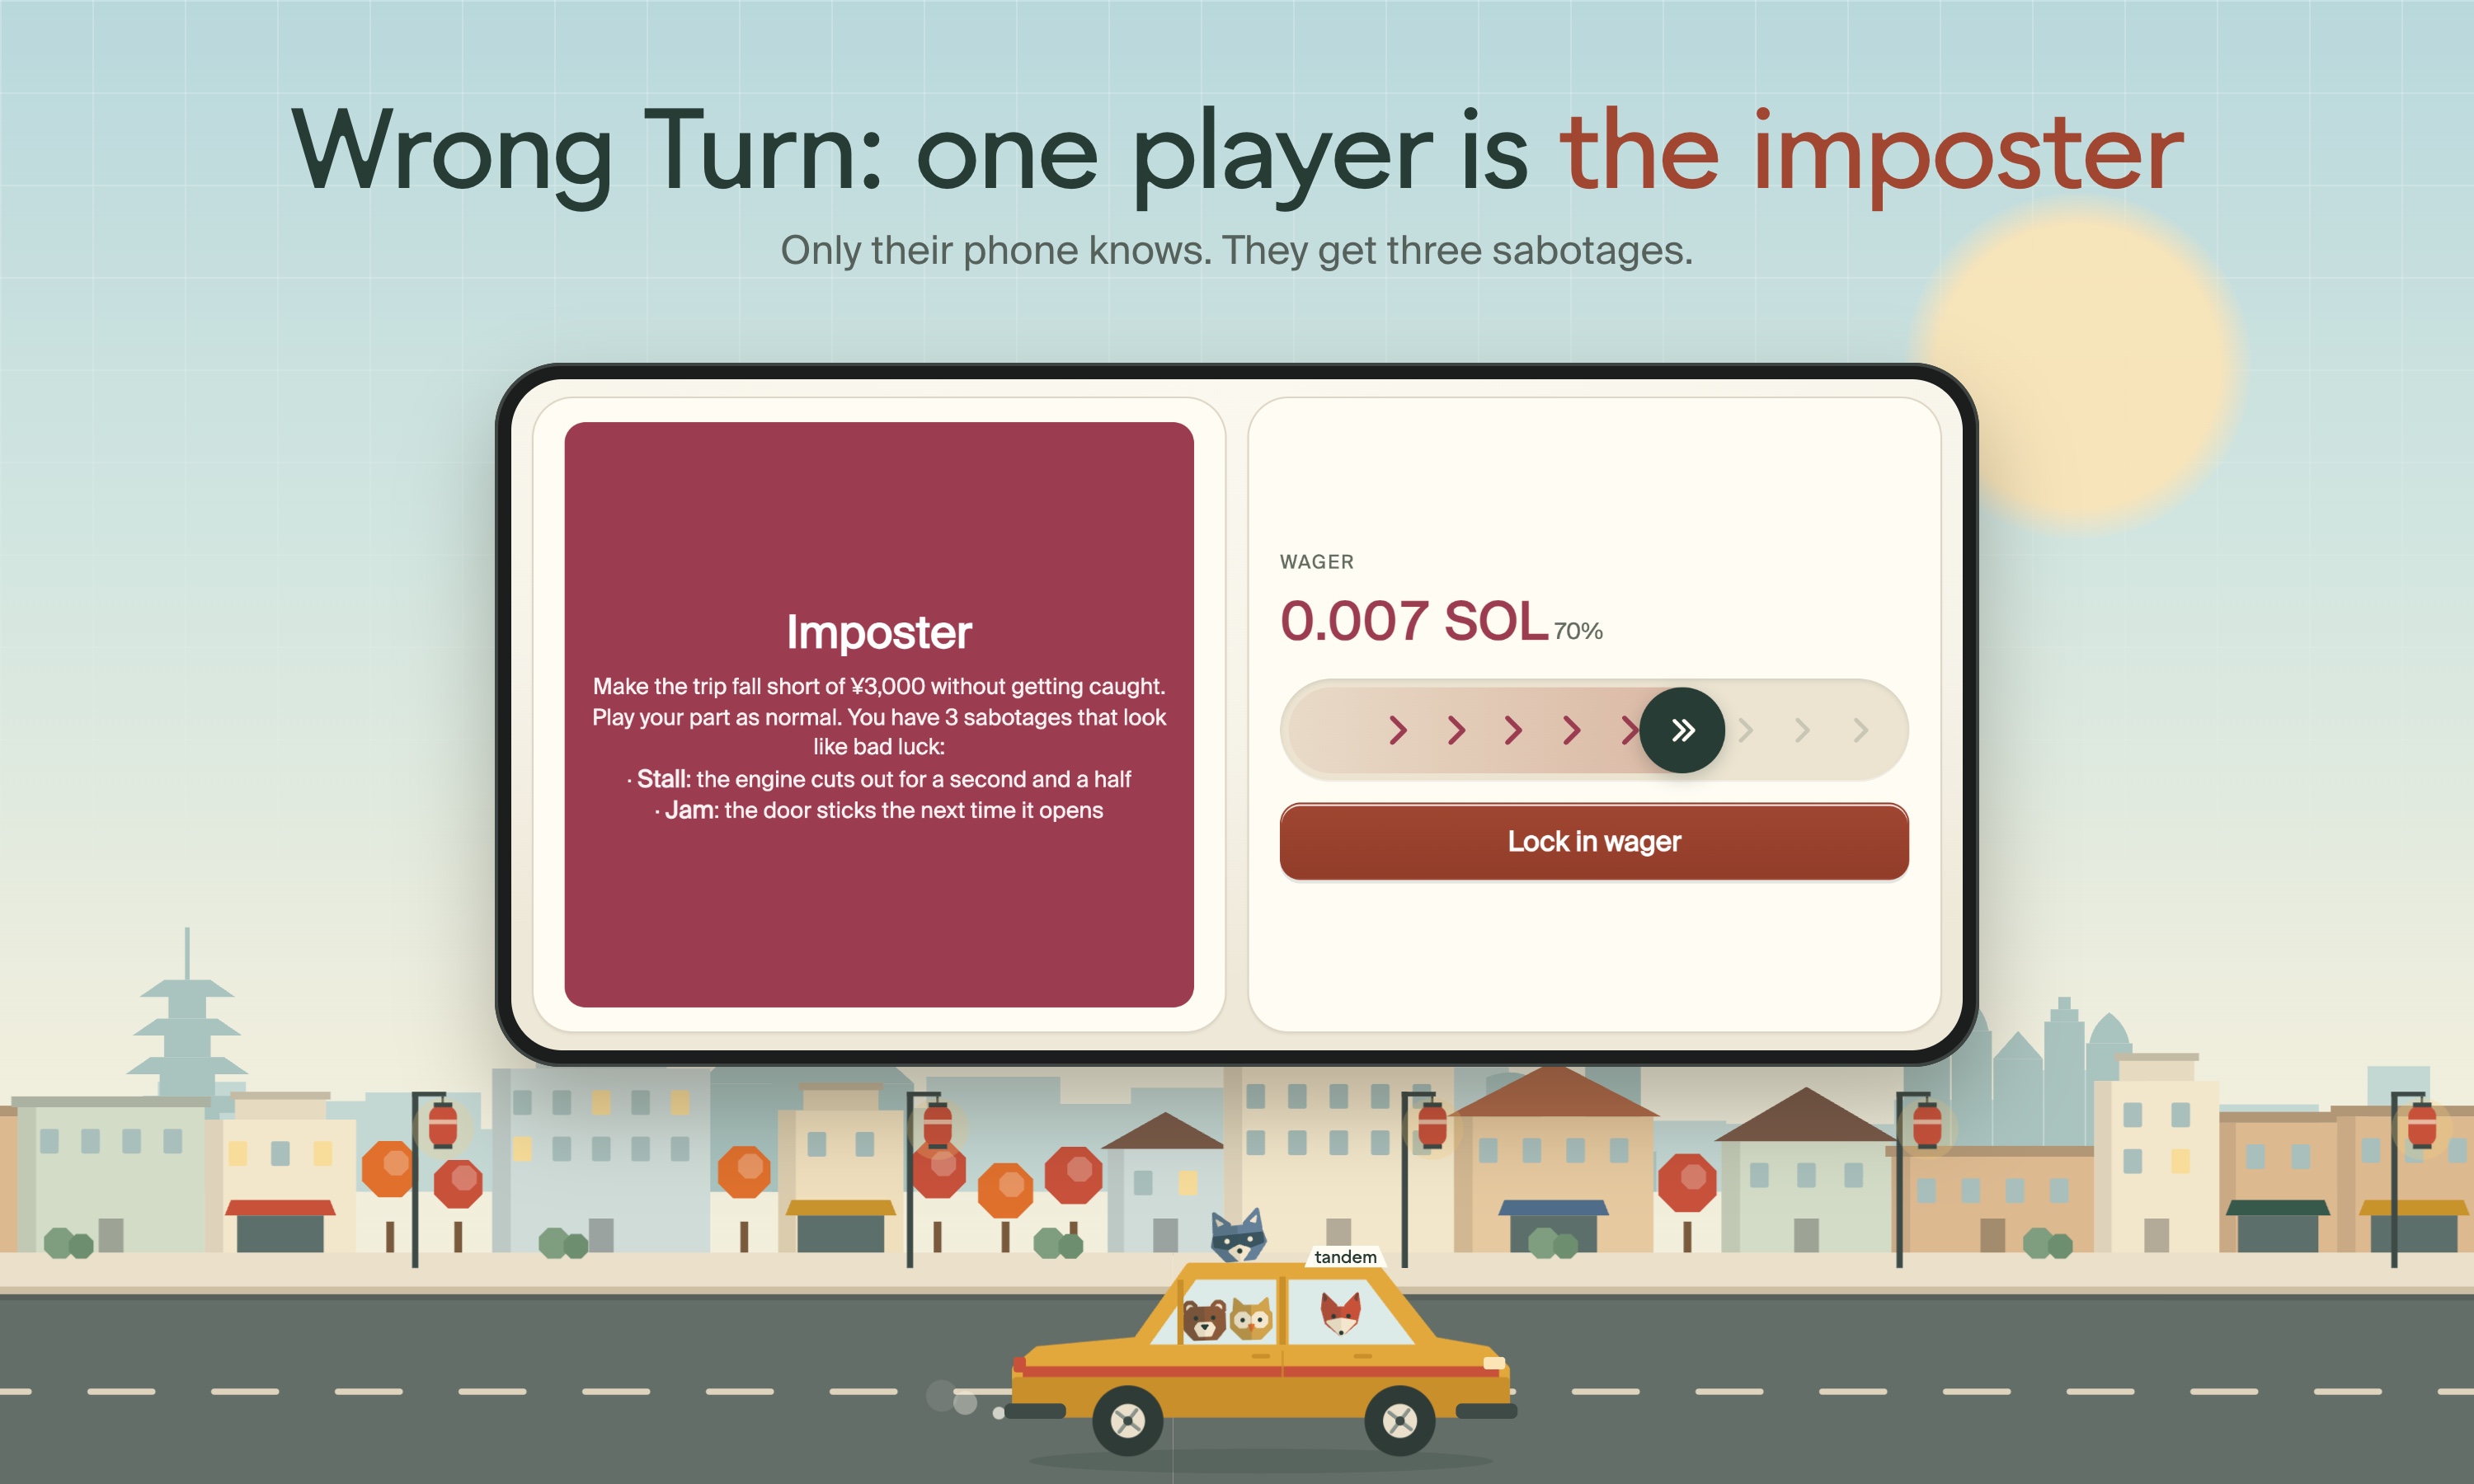 Wrong Turn: one player is the imposter
Only their phone knows. They get three sabotages.
Imposter
Make the trip fall short of ¥3,000 without getting caught.
Play your part as normal. You have 3 sabotages that look
like bad luck:
· Stall: the engine cuts out for a second and a half
· Jam: the door sticks the next time it opens
WAGER
0.007 SOL 70%
Lock in wager
tandem